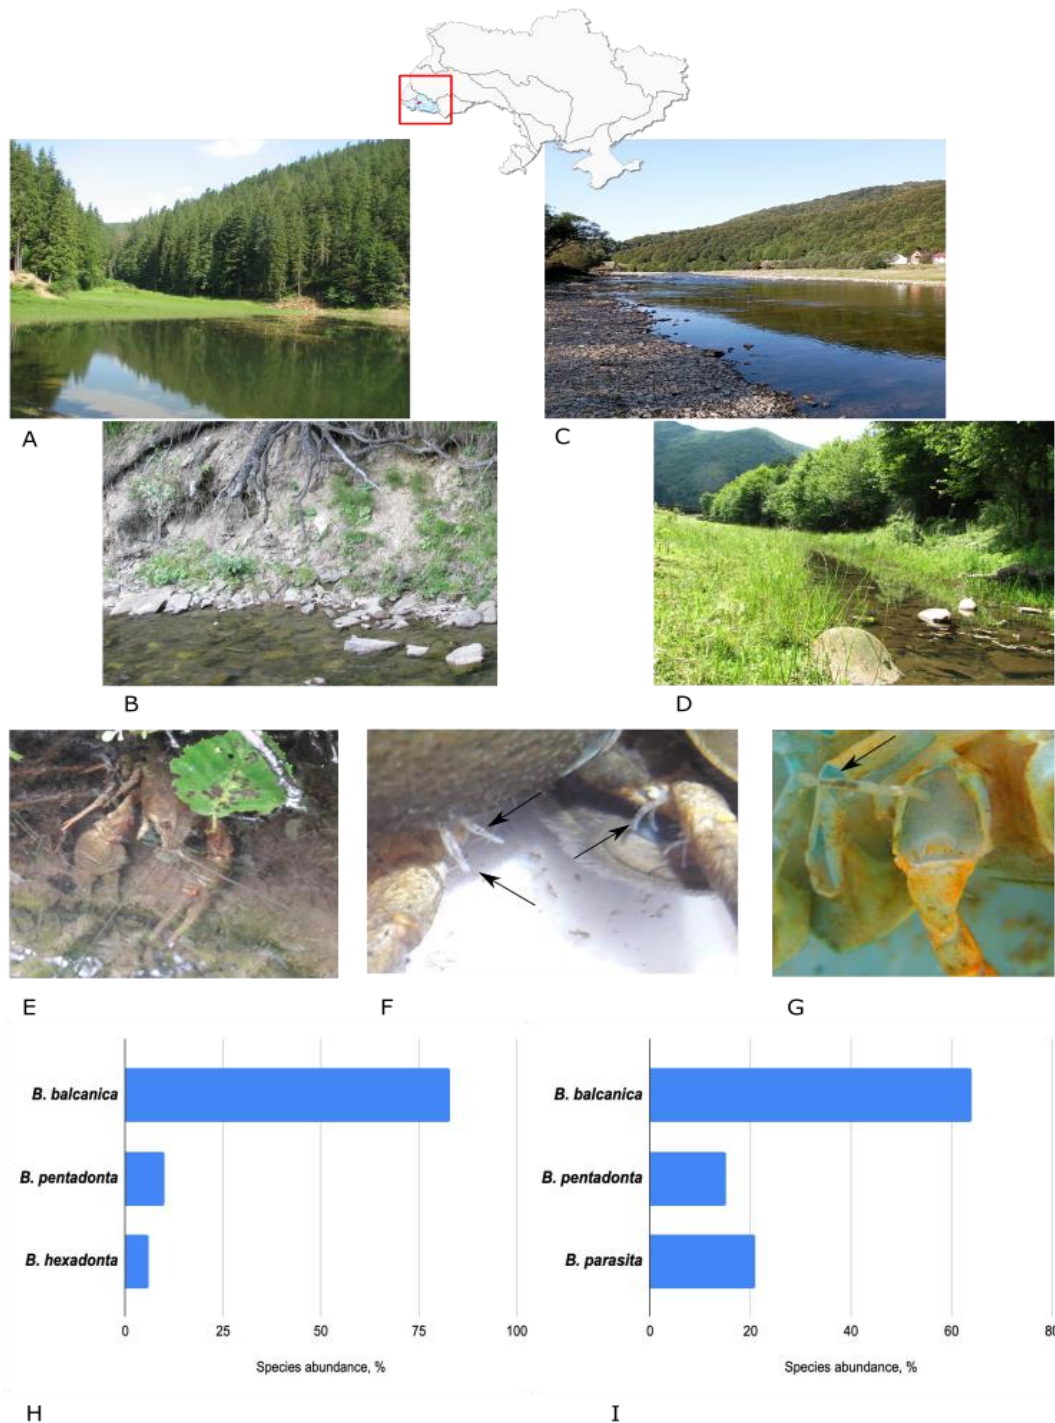 A
C
B
D
E
F
G
B. balcanica
B. pentadonta
B. hexadonta
0
25
50
75
100
Species abundance, %
B. balcanica
B. pentadonta
B. parasita
0
20
40
60
80
Species abundance, %
H
I